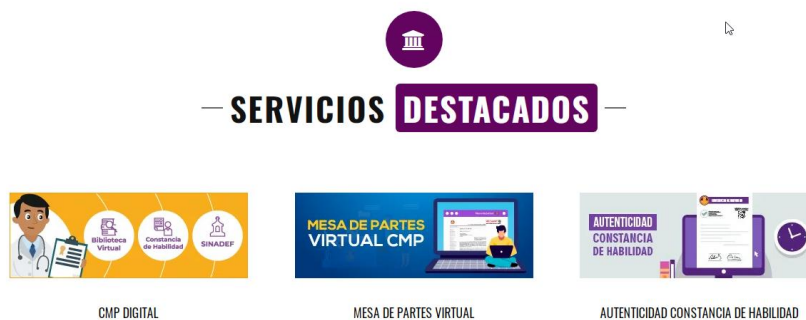 SERVICIOS DESTACADOS
Biblioteca
Virtual
Constancia
de Habilidad
SINADEF
MESA DE PARTES
VIRTUAL CMP
AUTENTICIDAD
CONSTANCIA
DE HABILIDAD
CMP DIGITAL
MESA DE PARTES VIRTUAL
AUTENTICIDAD CONSTANCIA DE HABILIDAD